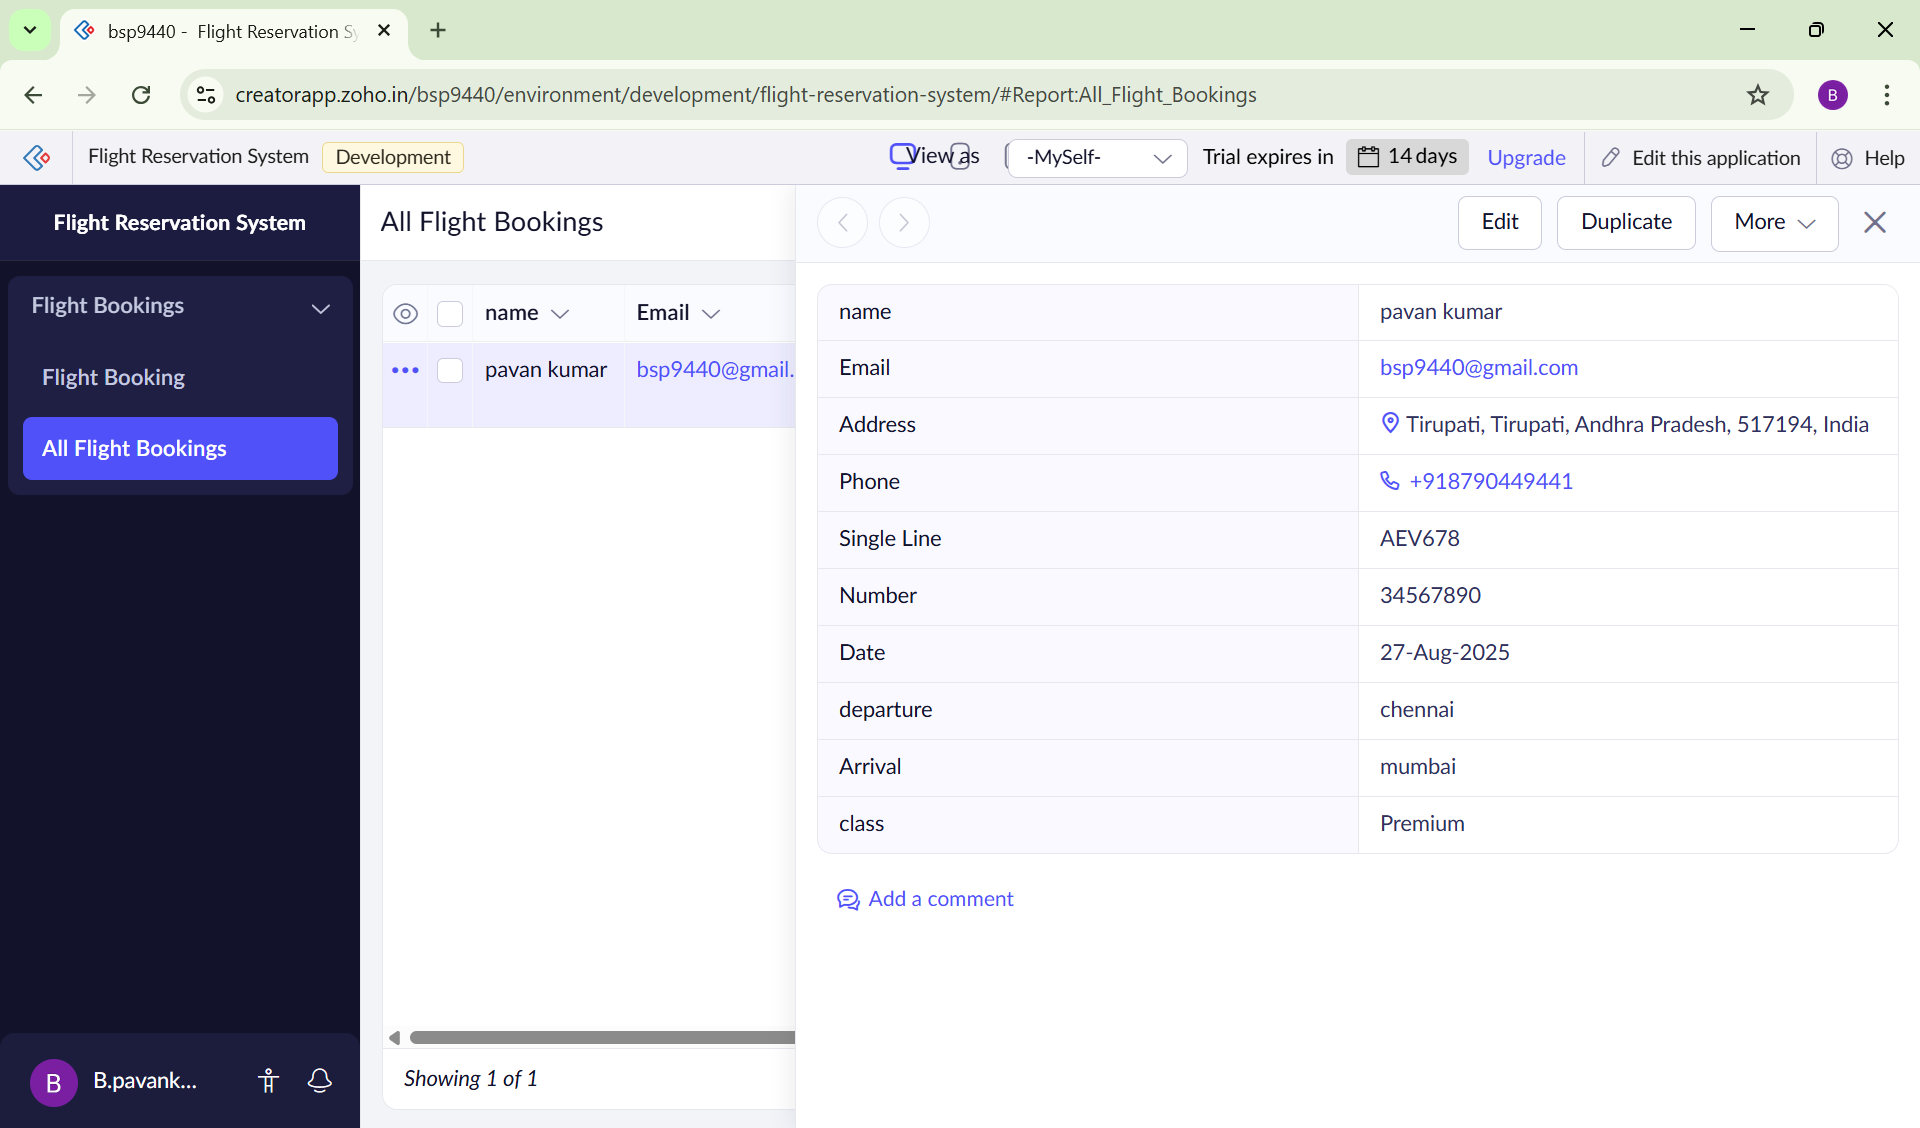 bsp9440 - Flight Reservation Sy
creatorapp.zoho.in/bsp9440/environment/development/flight-reservation-system/#Report:All_Flight_Bookings
B
Flight Reservation System
Development
View as
-MySelf-
Trial expires in
14 days
Upgrade
Edit this application
Help
Flight Reservation System
Flight Bookings
Flight Booking
All Flight Bookings
B
B.pavank...
All Flight Bookings
name
Email
pavan kumar
bsp9440@gmail.
Showing 1 of 1
Edit
Duplicate
More
name pavan kumar
Email bsp9440@gmail.com
Address Tirupati, Tirupati, Andhra Pradesh, 517194, India
Phone +918790449441
Single Line AEV678
Number 34567890
Date 27-Aug-2025
departure chennai
Arrival mumbai
class Premium
Add a comment